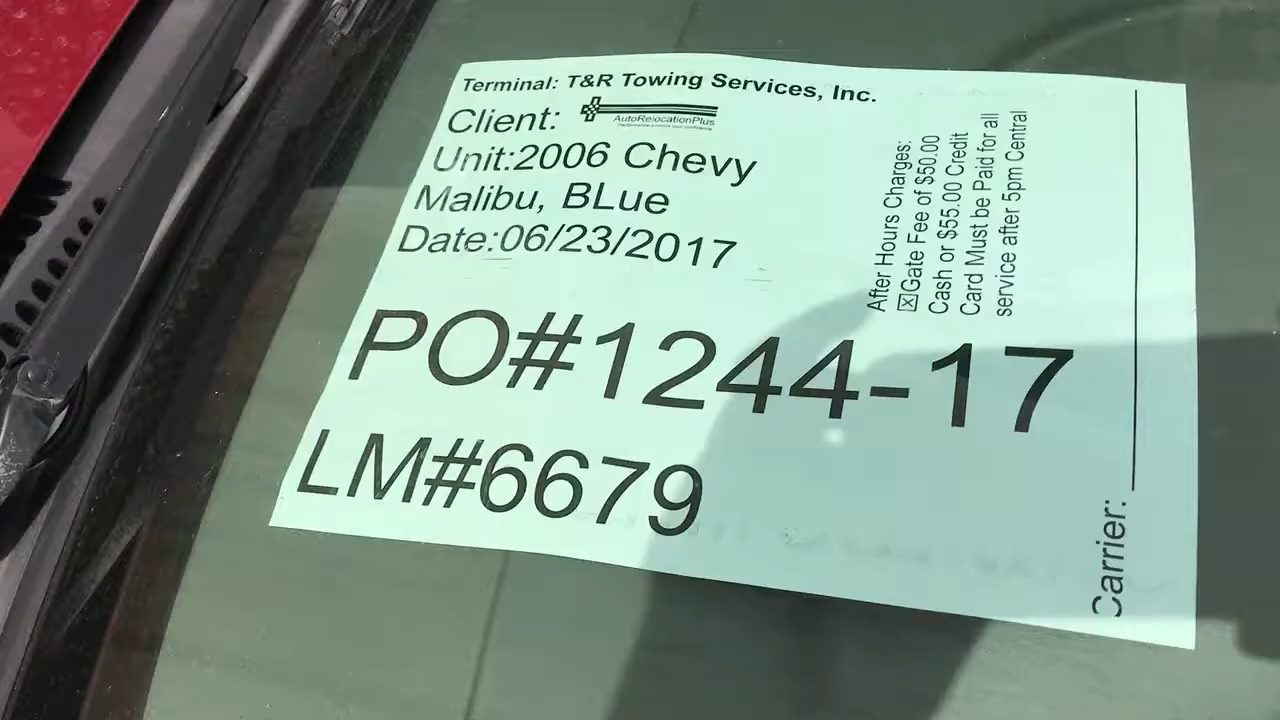 Terminal: T&R Towing Services, Inc.
Client: AutoRelocationPlus
Unit:2006 Chevy
Malibu, BLue
Date:06/23/2017
PO#1244-17
LM#6679
After Hours Charges:
☒Gate Fee of $50.00
Cash or $55.00 Credit
Card Must be Paid for all
service after 5pm Central
Carrier: